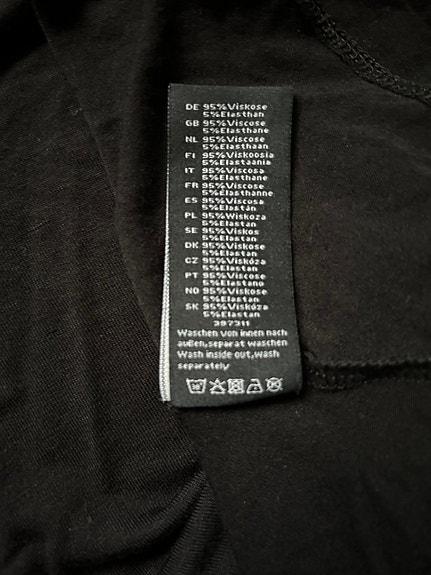 DE 95%Viskose
5%Elasthan
GB 95%Viscose
5%Elasthane
NL 95%Viscose
5%Elasthaan
FI 95%Viskoosia
5%Elastaania
IT 95%Viscosa
5%Elasthane
FR 95%Viscose
5%Elasthanne
ES 95%Viscosa
5%Elastán
PL 95%Wiskoza
5%Elastan
SE 95%Viskos
5%Elastan
DK 95%Viskose
5%Elastan
CZ 95%Viskóza
5%Elastan
PT 95%Viscose
5%Elastano
NO 95%Viskose
5%Elastan
SK 95%Viskóza
5%Elastan
397311
Waschen von innen nach
außen,separat waschen
Wash inside out,wash
separately